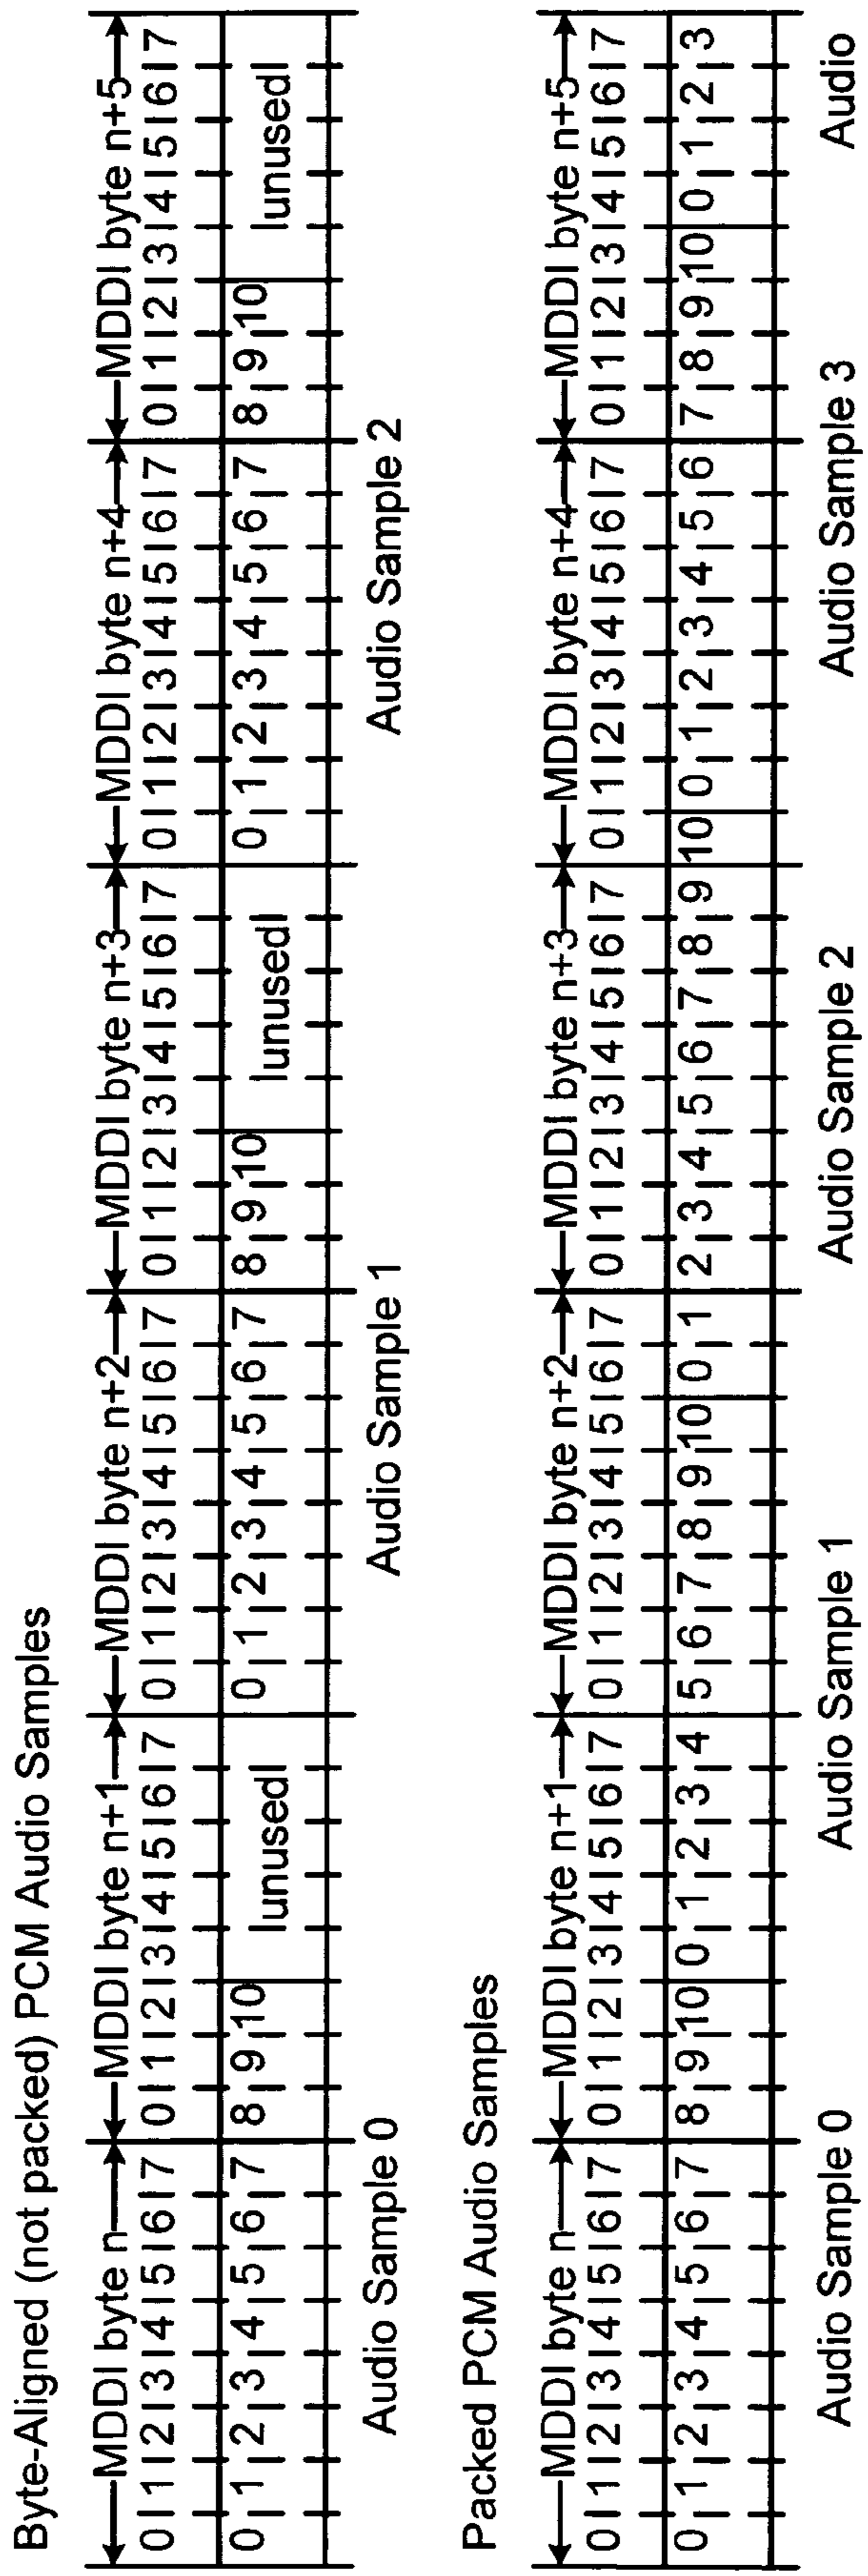 Byte-Aligned (not packed) PCM Audio Samples
MDDI byte n MDDI byte n+1 MDDI byte n+2 MDDI byte n+3 MDDI byte n+4 MDDI byte n+5
0 1 2 3 4 5 6 7 0 1 2 3 4 5 6 7 0 1 2 3 4 5 6 7 0 1 2 3 4 5 6 7 0 1 2 3 4 5 6 7 0 1 2 3 4 5 6 7
0 1 2 3 4 5 6 7 8 9 10 unused 0 1 2 3 4 5 6 7 8 9 10 unused 0 1 2 3 4 5 6 7 8 9 10 unused
Audio Sample 0 Audio Sample 1 Audio Sample 2
Packed PCM Audio Samples
MDDI byte n MDDI byte n+1 MDDI byte n+2 MDDI byte n+3 MDDI byte n+4 MDDI byte n+5
0 1 2 3 4 5 6 7 0 1 2 3 4 5 6 7 0 1 2 3 4 5 6 7 0 1 2 3 4 5 6 7 0 1 2 3 4 5 6 7 0 1 2 3 4 5 6 7
0 1 2 3 4 5 6 7 8 9 10 0 1 2 3 4 5 6 7 8 9 10 0 1 2 3 4 5 6 7 8 9 10 0 1 2 3 4 5 6 7 8 9 10 0 1 2 3
Audio Sample 0 Audio Sample 1 Audio Sample 2 Audio Sample 3 Audio